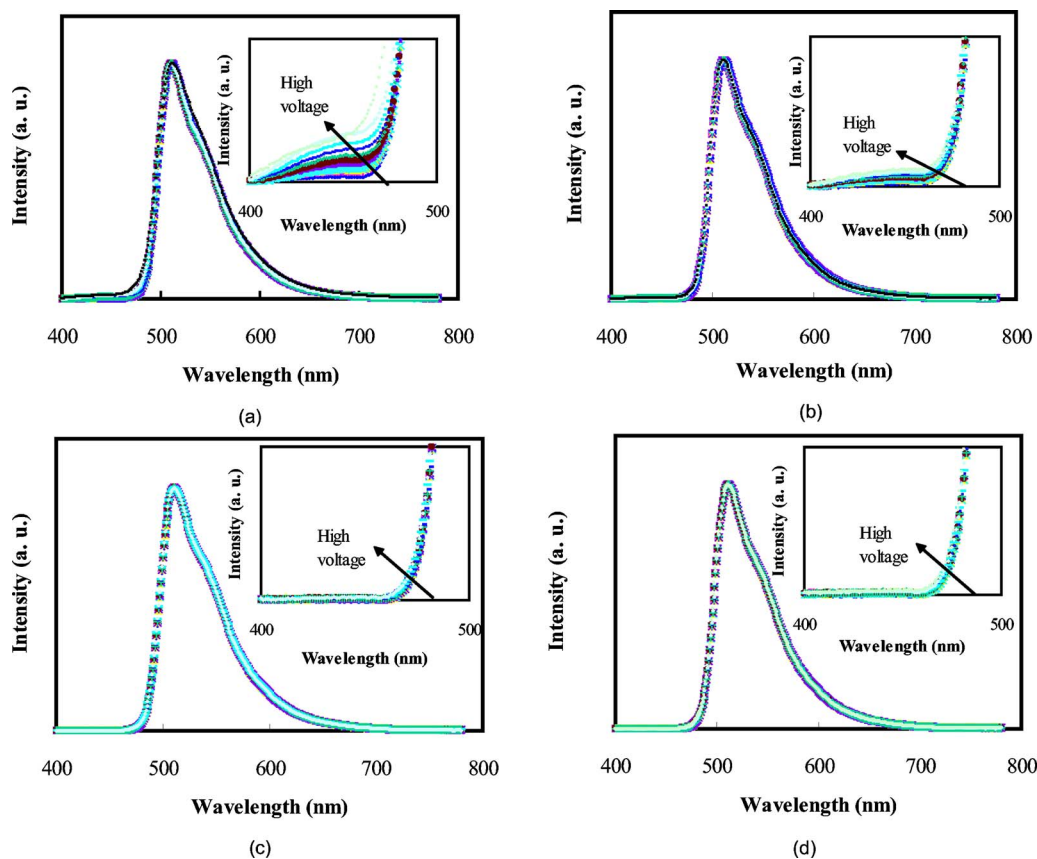 Intensity (a. u.)
Intensity (a. u.)
High
voltage
400
500
Wavelength (nm)
400
500
600
700
800
Wavelength (nm)
(a)
Intensity (a. u.)
Intensity (a. u.)
High
voltage
400
500
Wavelength (nm)
400
500
600
700
800
Wavelength (nm)
(b)
Intensity (a. u.)
Intensity (a. u.)
High
voltage
400
500
Wavelength (nm)
400
500
600
700
800
Wavelength (nm)
(c)
Intensity (a. u.)
Intensity (a. u.)
High
voltage
400
500
Wavelength (nm)
400
500
600
700
800
Wavelength (nm)
(d)